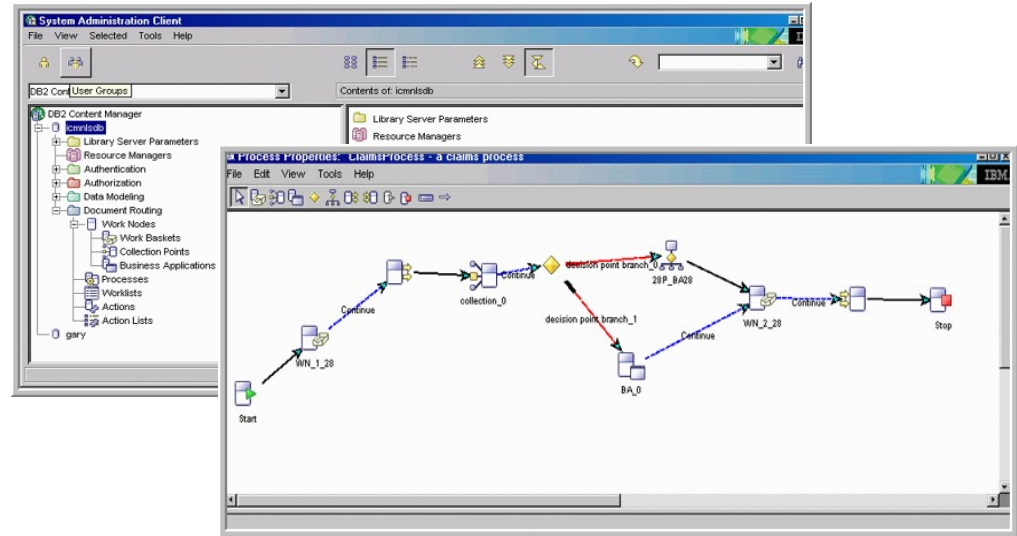 System Administration Client
File View Selected Tools Help
DB2 Con
User Groups
Contents of: icmnlsdb
DB2 Content Manager
icmnlsdb
Library Server Parameters
Resource Managers
Authentication
Authorization
Data Modeling
Document Routing
Work Nodes
Work Baskets
Collection Points
Business Applications
Processes
Worklists
Actions
Action Lists
gary
Library Server Parameters
Resource Managers
Process Properties: ClaimsProcess - a claims process
File Edit View Tools Help
IBM
Start
WN_1_28
Continue
collection_0
Continue
decision point branch_0
28P_BA28
decision point branch_1
BA_0
Continue
WN_2_28
Continue
Stop